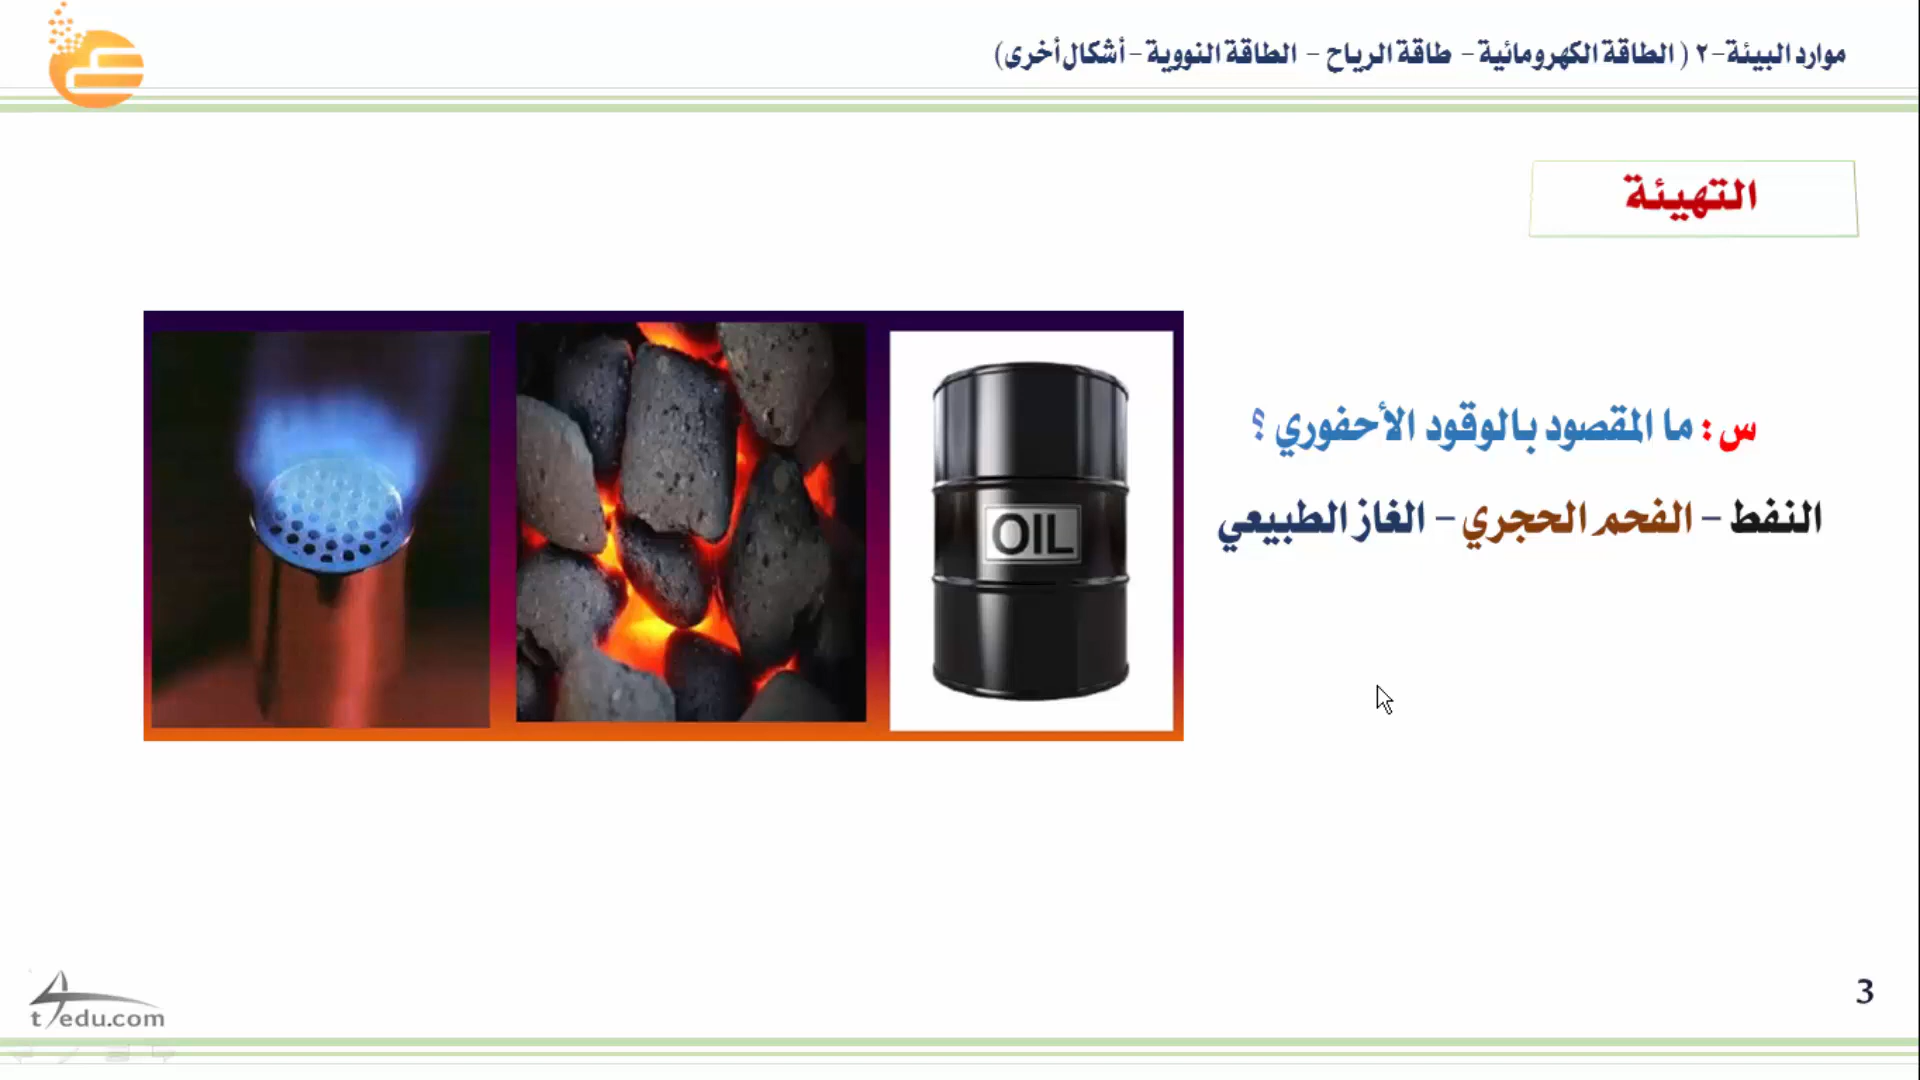 موارد البيئة-٢ ( الطاقة الكهرومائية - طاقة الرياح - الطاقة النووية - أشكال أخرى)
التهيئة
س : ما المقصود بالوقود الأحفوري ؟
النفط - الفحم الحجري - الغاز الطبيعي
OIL
3
t4edu.com